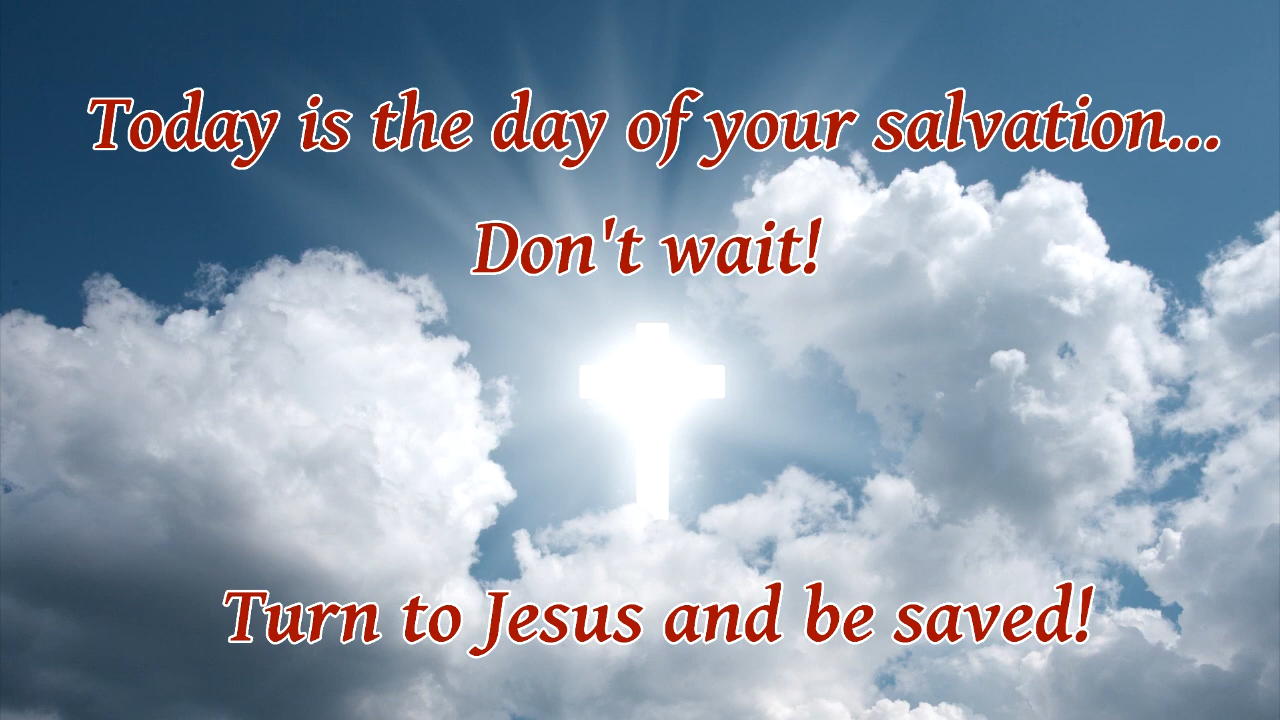 Today is the day of your salvation...
Don't wait!
Turn to Jesus and be saved!